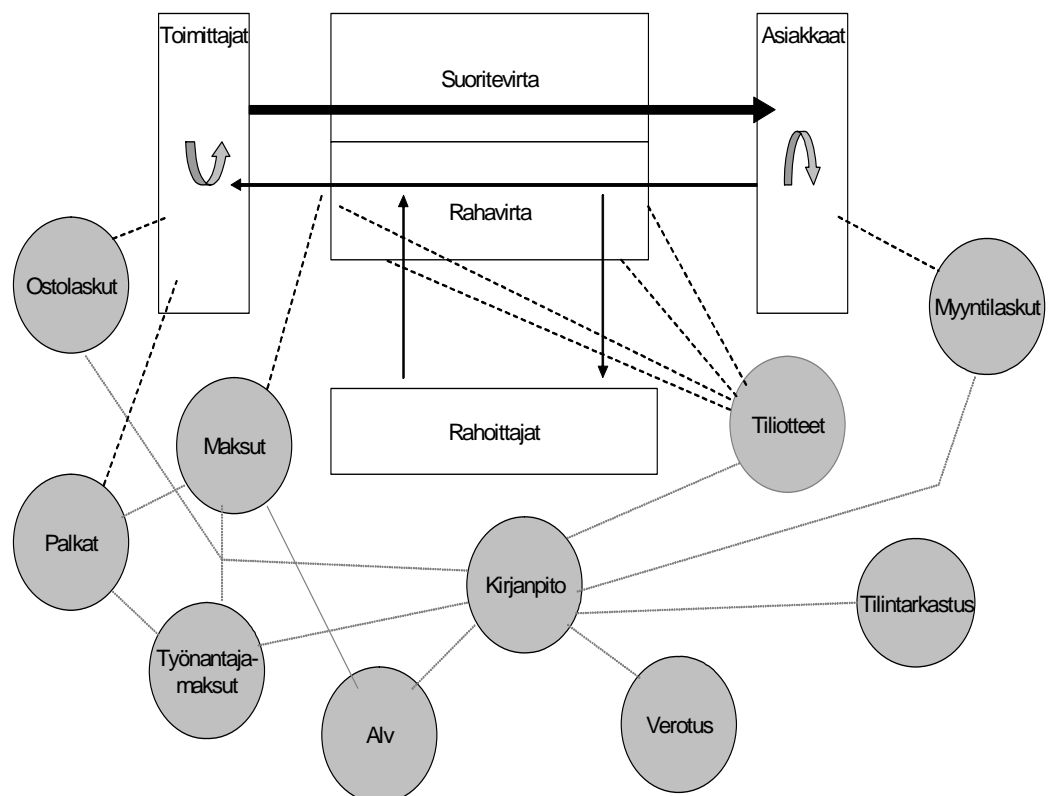 Toimittajat
Asiakkaat
Suoritevirta
Rahavirta
Ostolaskut
Myyntilaskut
Rahoittajat
Tiliotteet
Maksut
Palkat
Kirjanpito
Tilintarkastus
Työnantaja-
maksut
Alv
Verotus